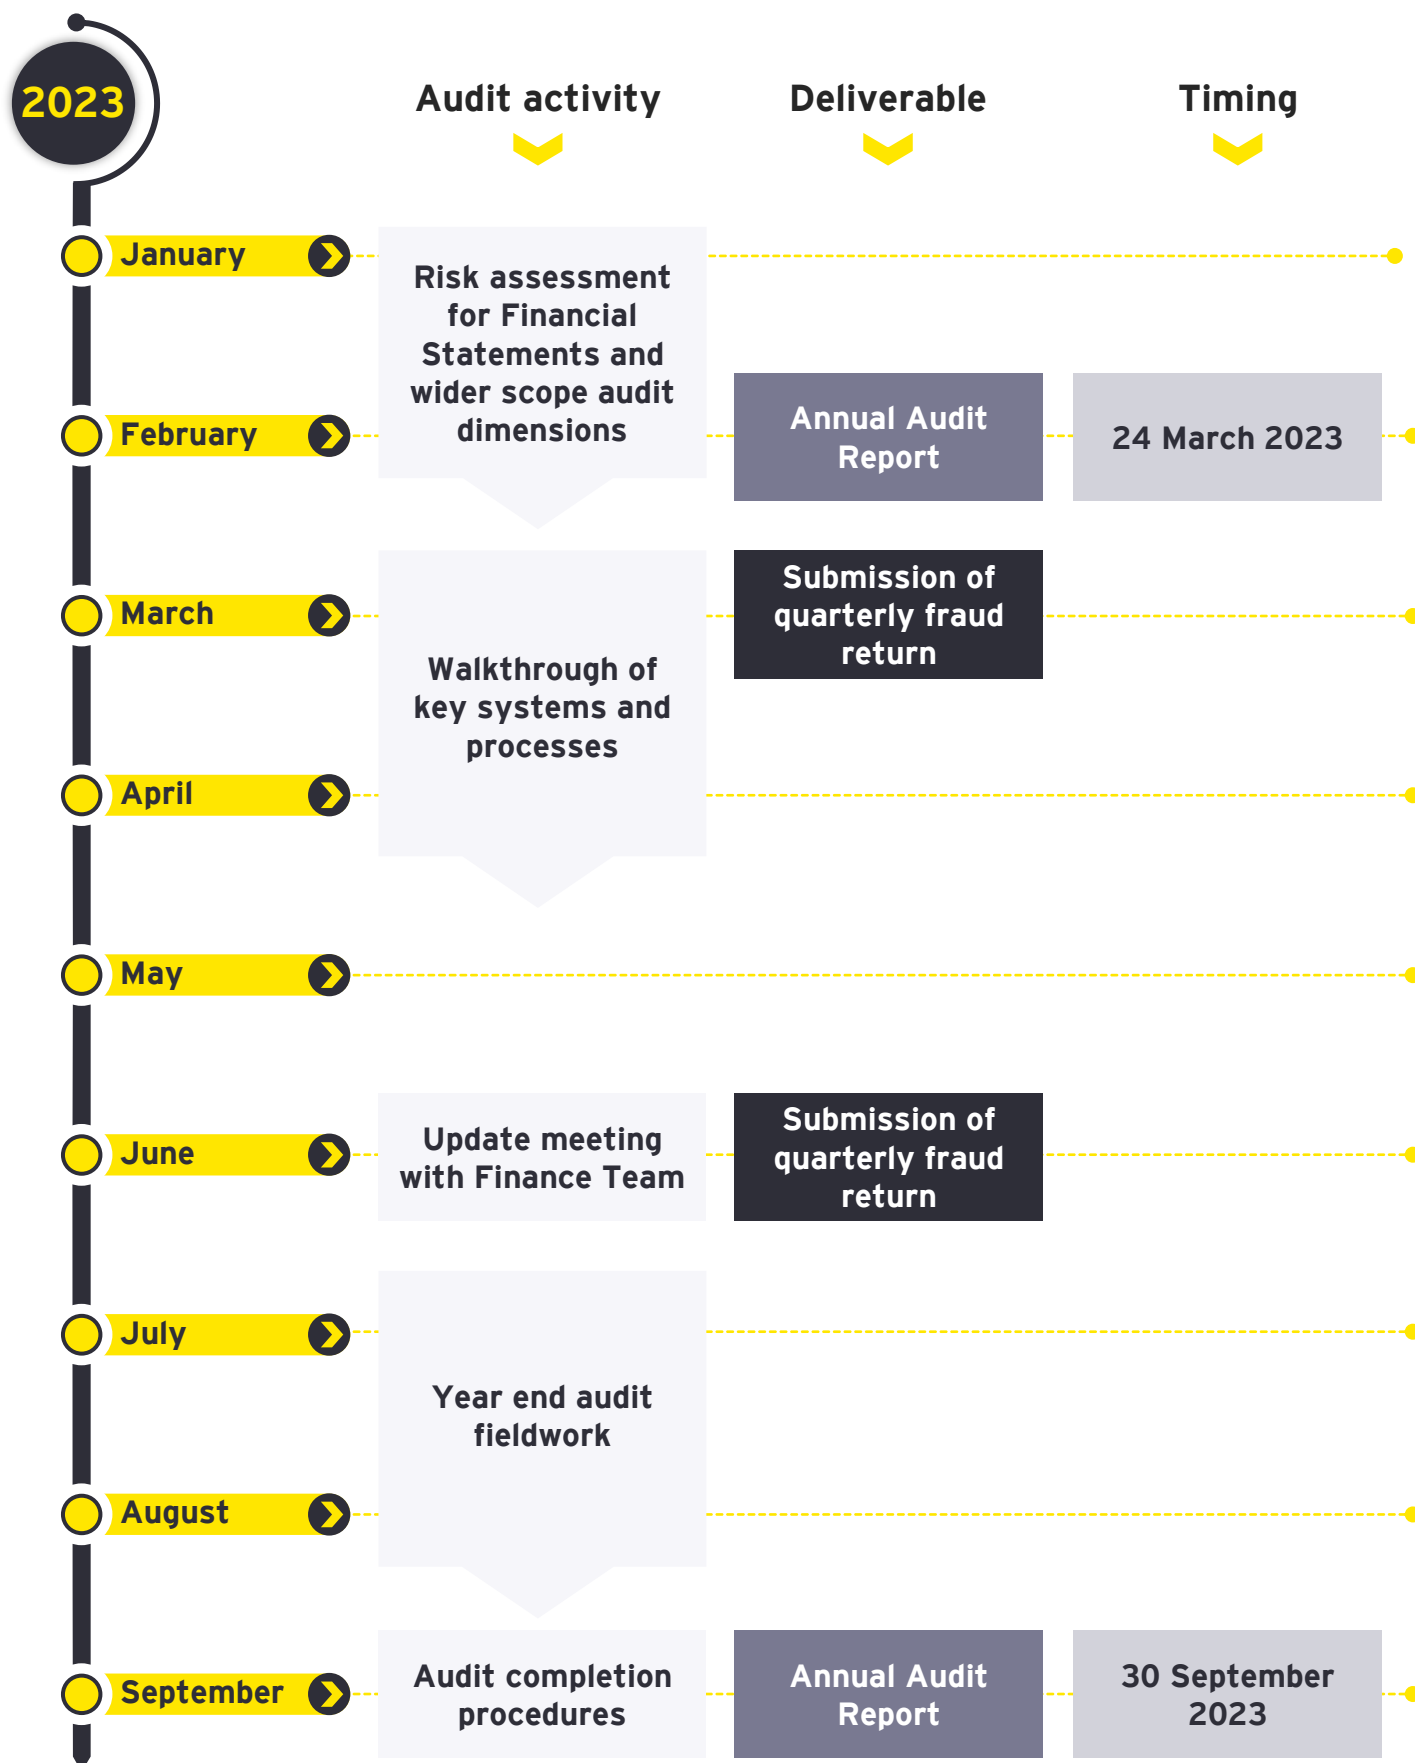 2023
Audit activity
Deliverable
Timing
January
Risk assessment
for Financial
Statements and
wider scope audit
dimensions
February
Annual Audit
Report
24 March 2023
March
Walkthrough of
key systems and
processes
Submission of
quarterly fraud
return
April
May
June
Update meeting
with Finance Team
Submission of
quarterly fraud
return
July
Year end audit
fieldwork
August
September
Audit completion
procedures
Annual Audit
Report
30 September
2023